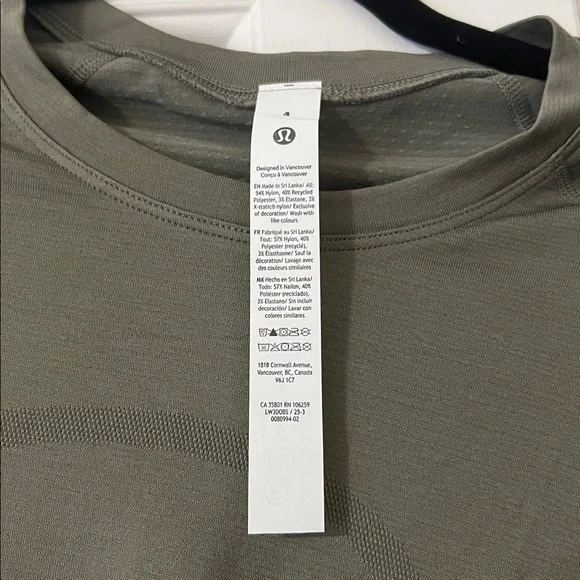 4
Designed in Vancouver
Conçu à Vancouver
EN Made in Sri Lanka/ All:
54% Nylon, 40% Recycled
Polyester, 3% Elastane, 3%
X-static® nylon/ Exclusive
of decoration/ Wash with
like colours
FR Fabriqué au Sri Lanka/
Tout: 57% Nylon, 40%
Polyester (recyclé),
3% Élasthanne/ Sauf la
décoration/ Lavage avec
des couleurs similaires
MX Hecho en Sri Lanka/
Todo: 57% Nailon, 40%
Poliéster (reciclado),
3% Elastano/ Sin incluir
decoración/ Lavar con
colores similares
1818 Cornwall Avenue,
Vancouver, BC, Canada
V6J 1C7
CA 35801 RN 106259
LW3DOBS / 25-3
0080994-02